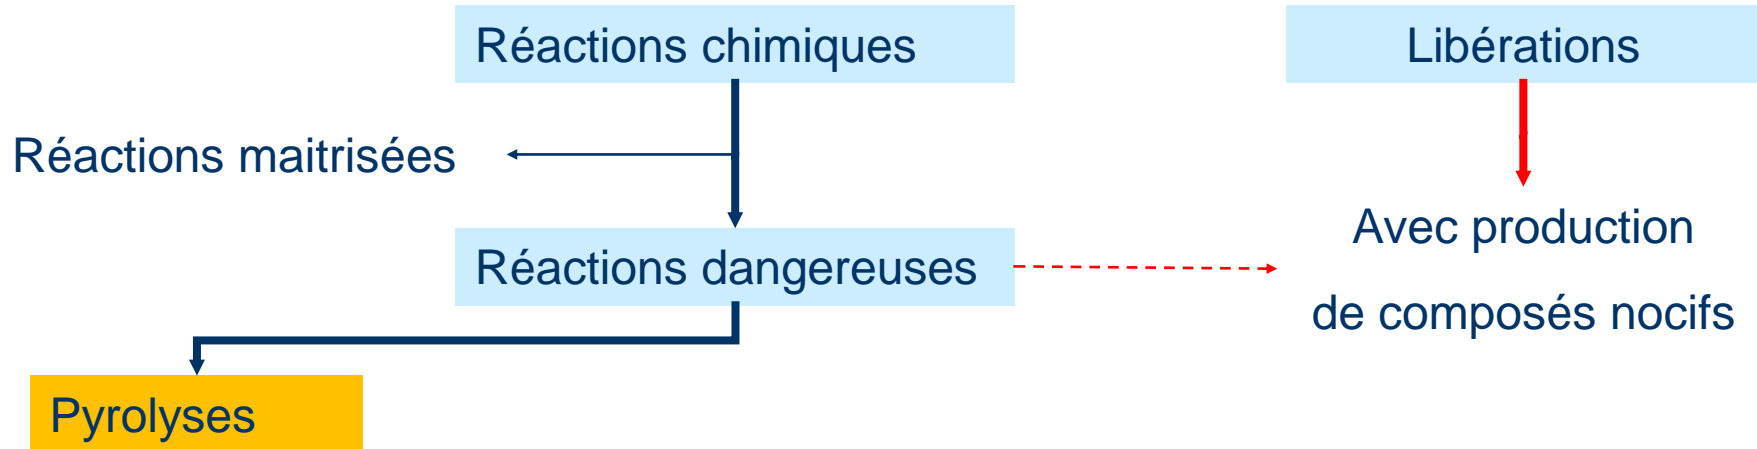 Réactions chimiques
Libérations
Réactions maitrisées
Avec production
de composés nocifs
Réactions dangereuses
Pyrolyses